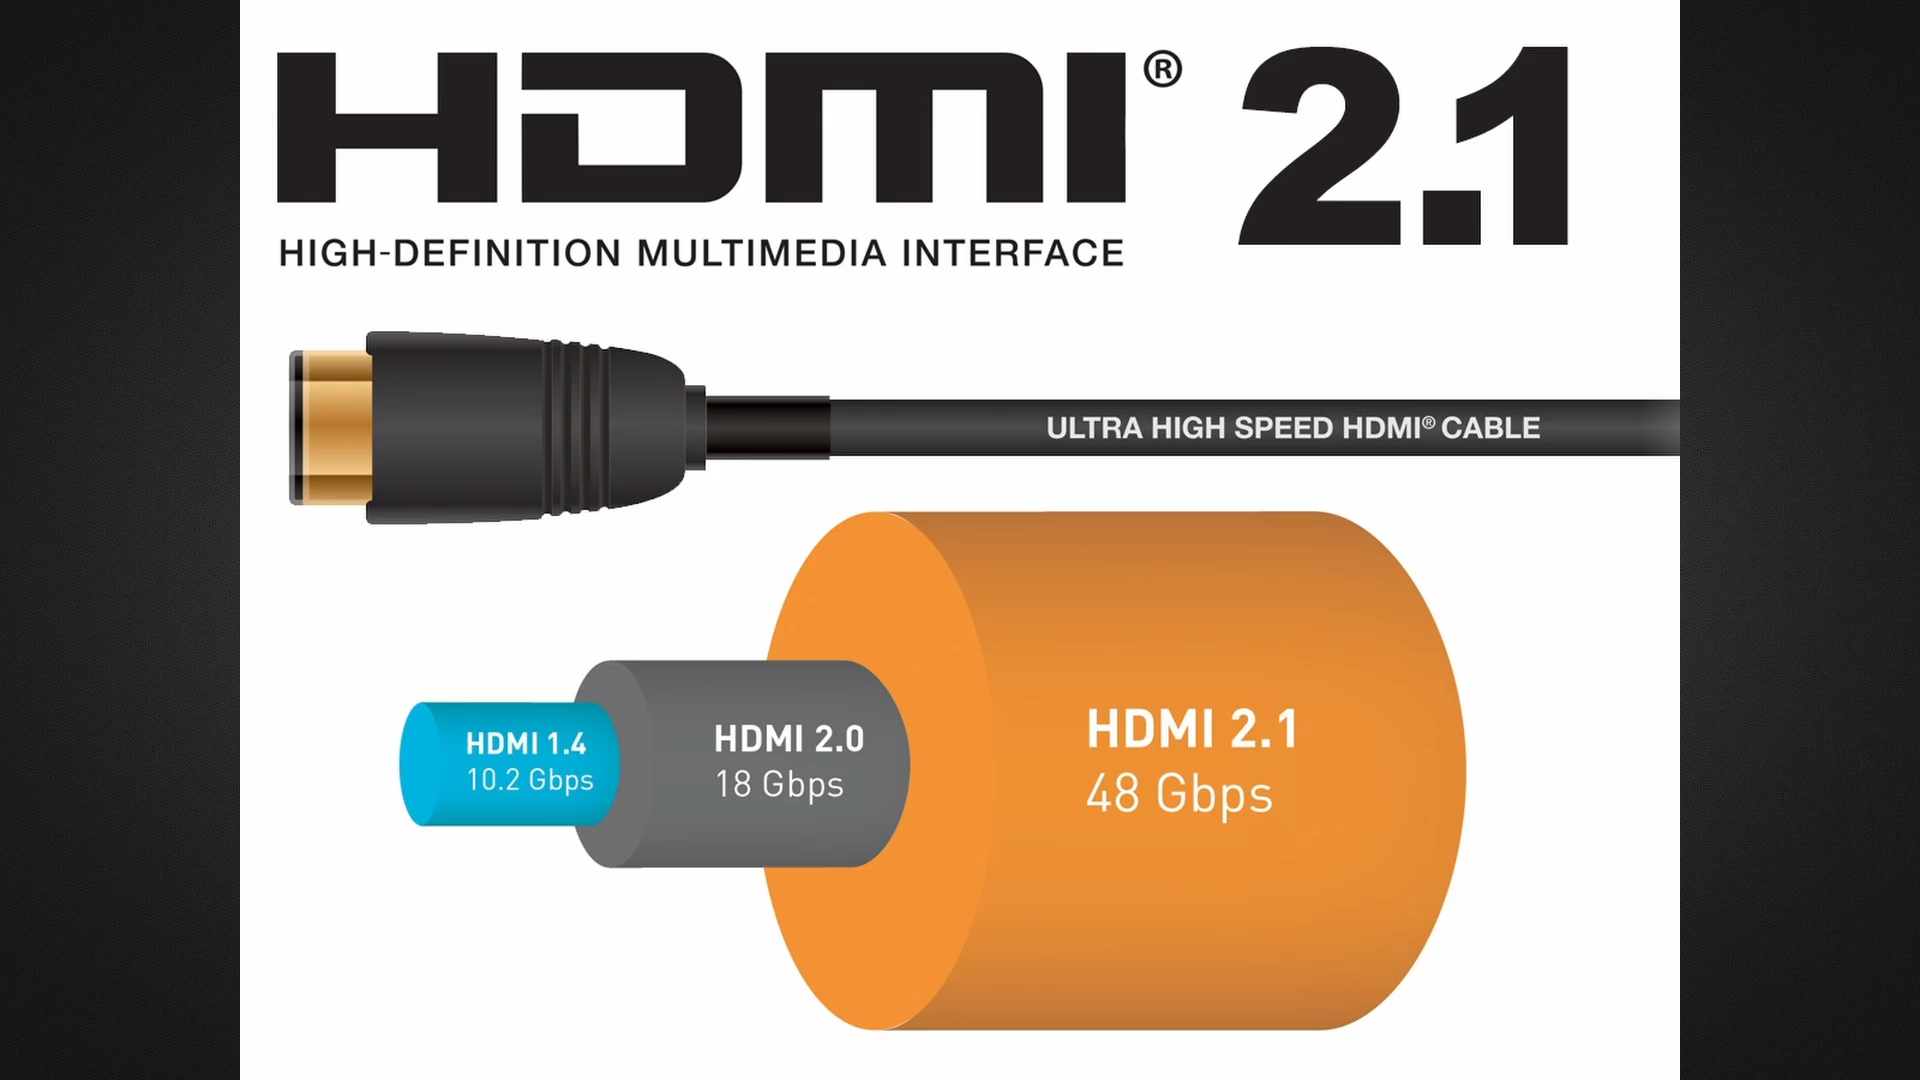 HDMI® 2.1
HIGH-DEFINITION MULTIMEDIA INTERFACE
ULTRA HIGH SPEED HDMI® CABLE
HDMI 1.4
10.2 Gbps
HDMI 2.0
18 Gbps
HDMI 2.1
48 Gbps